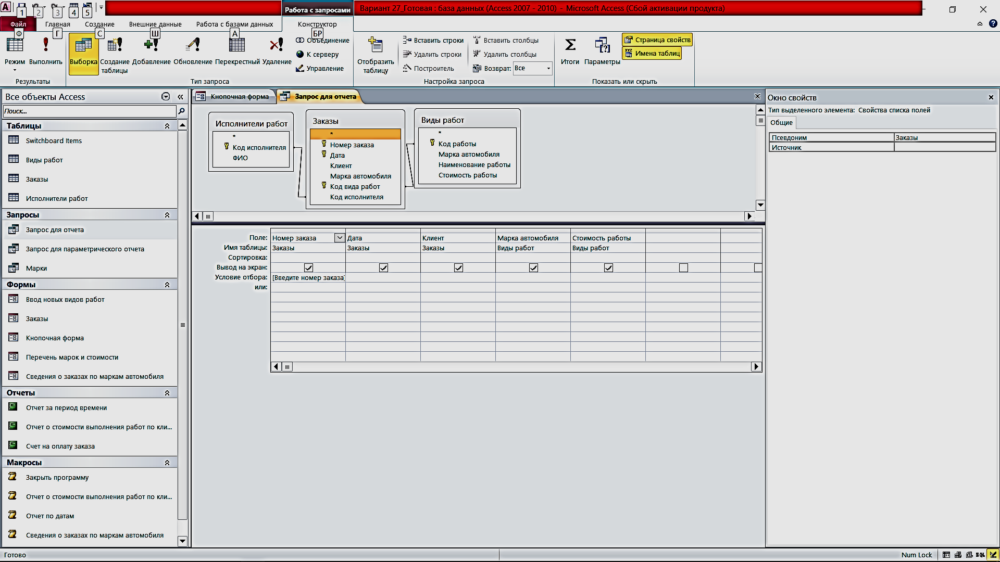 1 2 3 4 5
Работа с запросами
Вариант 27_Готовая : база данных (Access 2007 - 2010) - Microsoft Access (Сбой активации продукта)
Файл Главная Создание Внешние данные Работа с базами данных Конструктор
Ф Г С Ш А БР
Режим
Выполнить
Результаты
Выборка
Создание таблицы
Добавление
Обновление
Перекрестный
Удаление
Объединение
К серверу
Управление
Тип запроса
Отобразить таблицу
Вставить строки
Удалить строки
Построитель
Вставить столбцы
Удалить столбцы
Возврат: Все
Настройка запроса
Итоги
Параметры
Страница свойств
Имена таблиц
Показать или скрыть
Все объекты Access
Поиск...
Таблицы
Switchboard Items
Виды работ
Заказы
Исполнители работ
Запросы
Запрос для отчета
Запрос для параметрического отчета
Марки
Формы
Ввод новых видов работ
Заказы
Кнопочная форма
Перечень марок и стоимости
Сведения о заказах по маркам автомобиля
Отчеты
Отчет за период времени
Отчет о стоимости выполнения работ по кли...
Счет на оплату заказа
Макросы
Закрыть программу
Отчет о стоимости выполнения работ по кли...
Отчет по датам
Сведения о заказах по маркам автомобиля
Кнопочная форма
Запрос для отчета
Исполнители работ
*
Код исполнителя
ФИО
Заказы
*
Номер заказа
Дата
Клиент
Марка автомобиля
Код вида работ
Код исполнителя
Виды работ
*
Код работы
Марка автомобиля
Наименование работы
Стоимость работы
Поле: Номер заказа Дата Клиент Марка автомобиля Стоимость работы
Имя таблицы: Заказы Заказы Заказы Виды работ Виды работ
Сортировка:
Вывод на экран:
Условие отбора: [Введите номер заказа]
или:
Окно свойств
Тип выделенного элемента: Свойства списка полей
Общие
Псевдоним Заказы
Источник
Готово
Num Lock
SQL